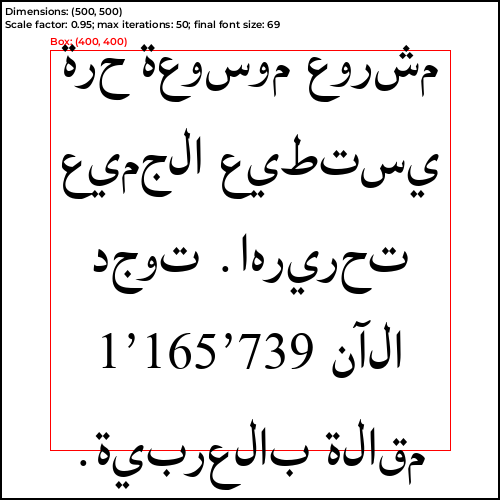 Dimensions: (500, 500)
Scale factor: 0.95; max iterations: 50; final font size: 69
Box: (400, 400)
مشروع موسوعة حرة
يستطيع الجميع
تحريرها. توجد
الآن 1’165’739
مقالة بالعربية.